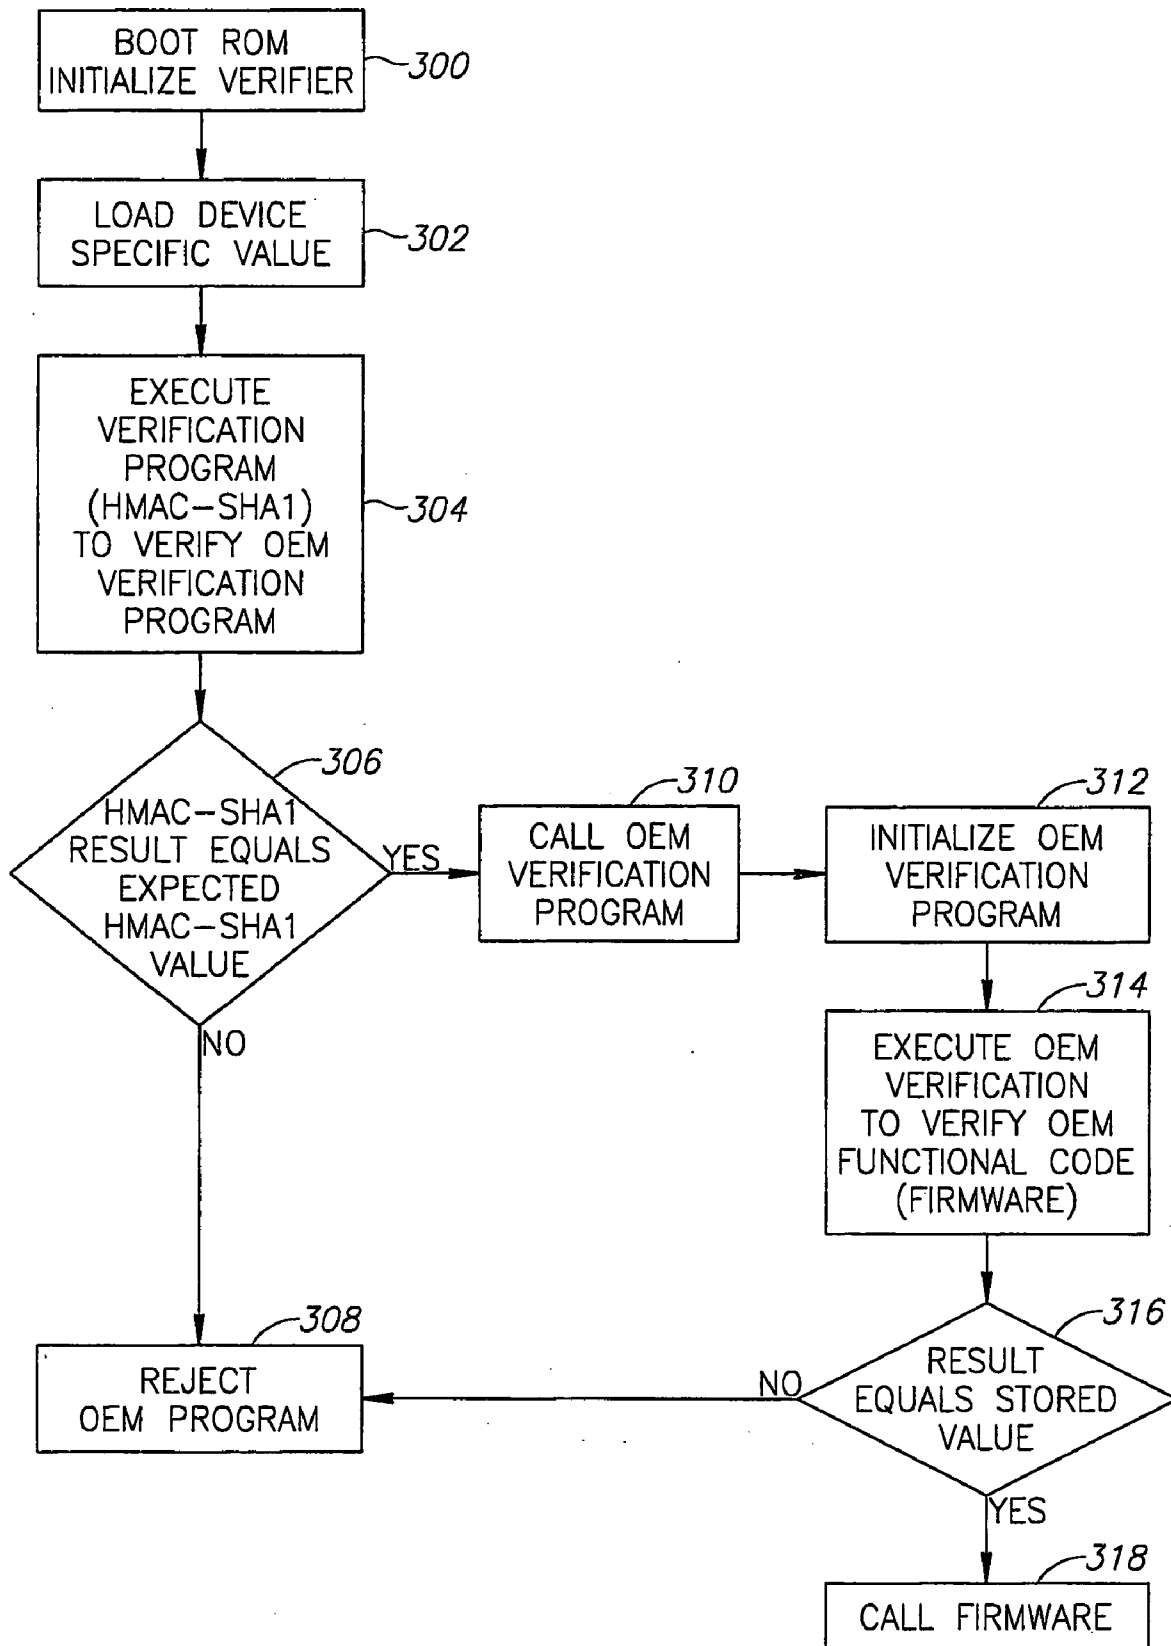 BOOT ROM
INITIALIZE VERIFIER
300
LOAD DEVICE
SPECIFIC VALUE
302
EXECUTE
VERIFICATION
PROGRAM
(HMAC-SHA1)
TO VERIFY OEM
VERIFICATION
PROGRAM
304
306
HMAC-SHA1
RESULT EQUALS
EXPECTED
HMAC-SHA1
VALUE
YES
NO
308
REJECT
OEM PROGRAM
310
CALL OEM
VERIFICATION
PROGRAM
312
INITIALIZE OEM
VERIFICATION
PROGRAM
314
EXECUTE OEM
VERIFICATION
TO VERIFY OEM
FUNCTIONAL CODE
(FIRMWARE)
316
RESULT
EQUALS STORED
VALUE
NO
YES
318
CALL FIRMWARE